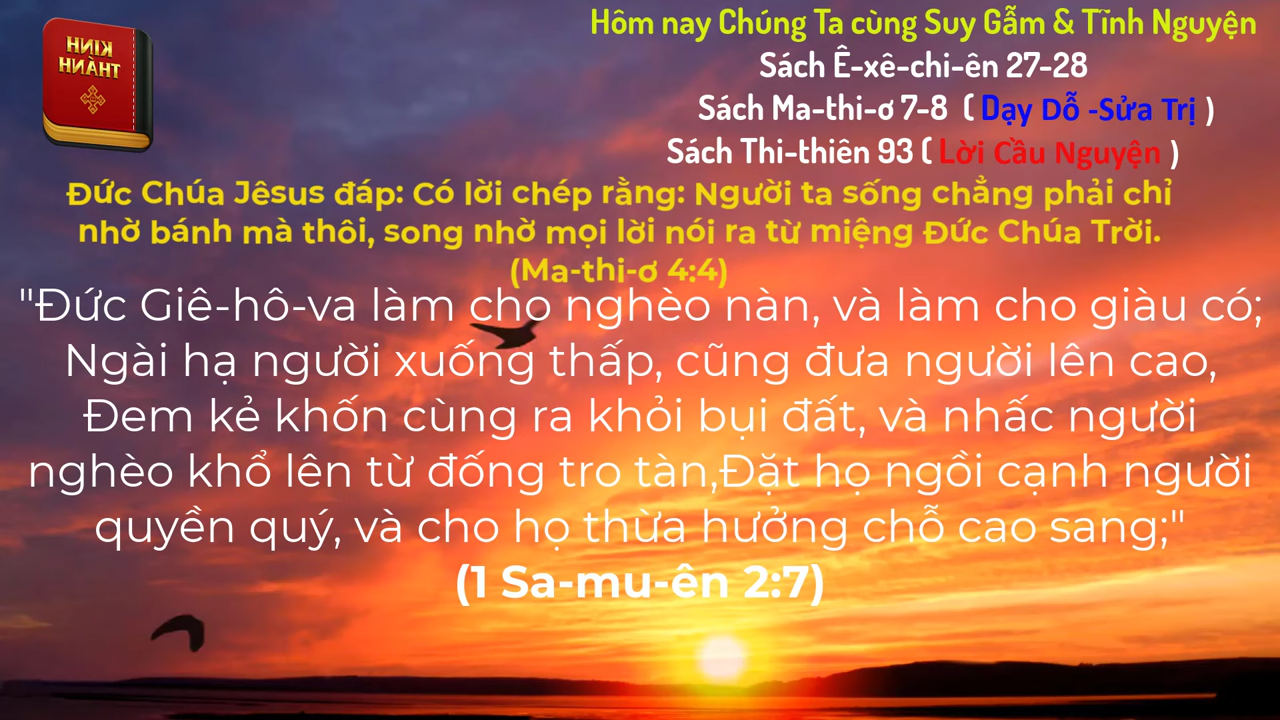 KINH
THÁNH
Hôm nay Chúng Ta cùng Suy Gẫm & Tĩnh Nguyện
Sách Ê-xê-chi-ên 27-28
Sách Ma-thi-ơ 7-8 ( Dạy Dỗ -Sửa Trị )
Sách Thi-thiên 93 ( Lời Cầu Nguyện )
Đức Chúa Jêsus đáp: Có lời chép rằng: Người ta sống chẳng phải chỉ
nhờ bánh mà thôi, song nhờ mọi lời nói ra từ miệng Đức Chúa Trời.
(Ma-thi-ơ 4:4)
"Đức Giê-hô-va làm cho nghèo nàn, và làm cho giàu có;
Ngài hạ người xuống thấp, cũng đưa người lên cao,
Đem kẻ khốn cùng ra khỏi bụi đất, và nhấc người
nghèo khổ lên từ đống tro tàn,Đặt họ ngồi cạnh người
quyền quý, và cho họ thừa hưởng chỗ cao sang;"
(1 Sa-mu-ên 2:7)